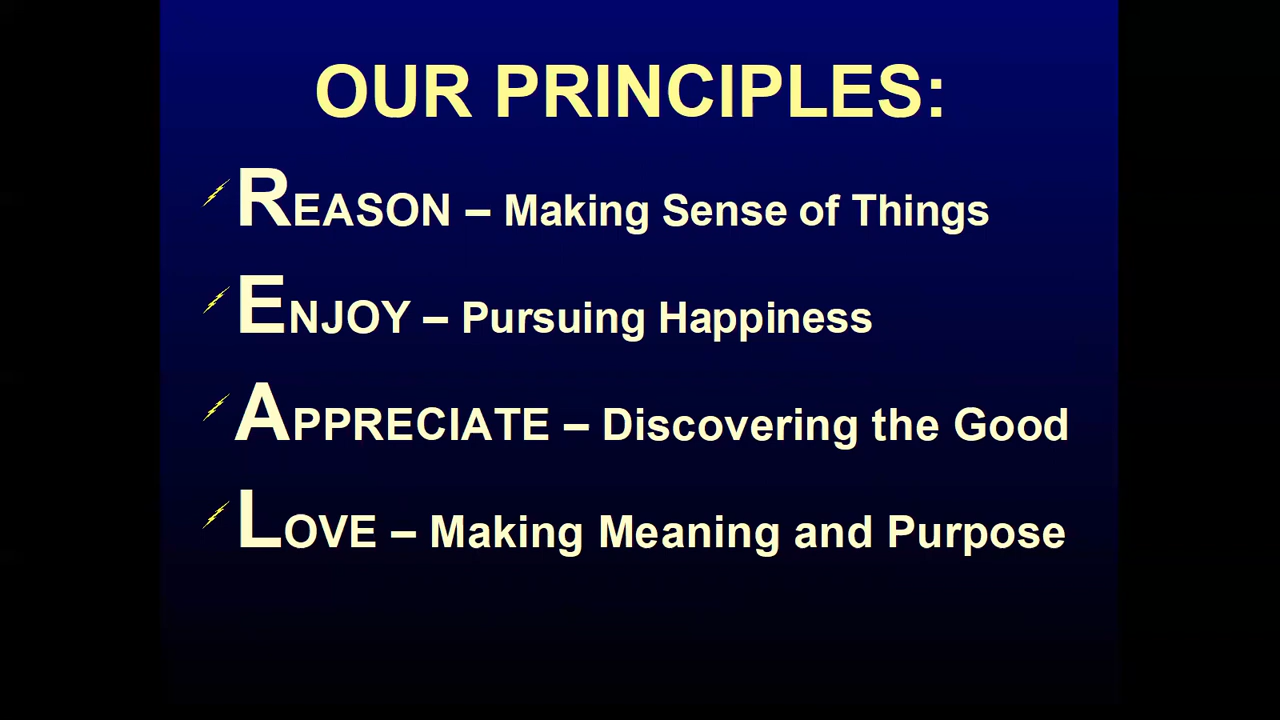 OUR PRINCIPLES:
REASON – Making Sense of Things
ENJOY – Pursuing Happiness
APPRECIATE – Discovering the Good
LOVE – Making Meaning and Purpose